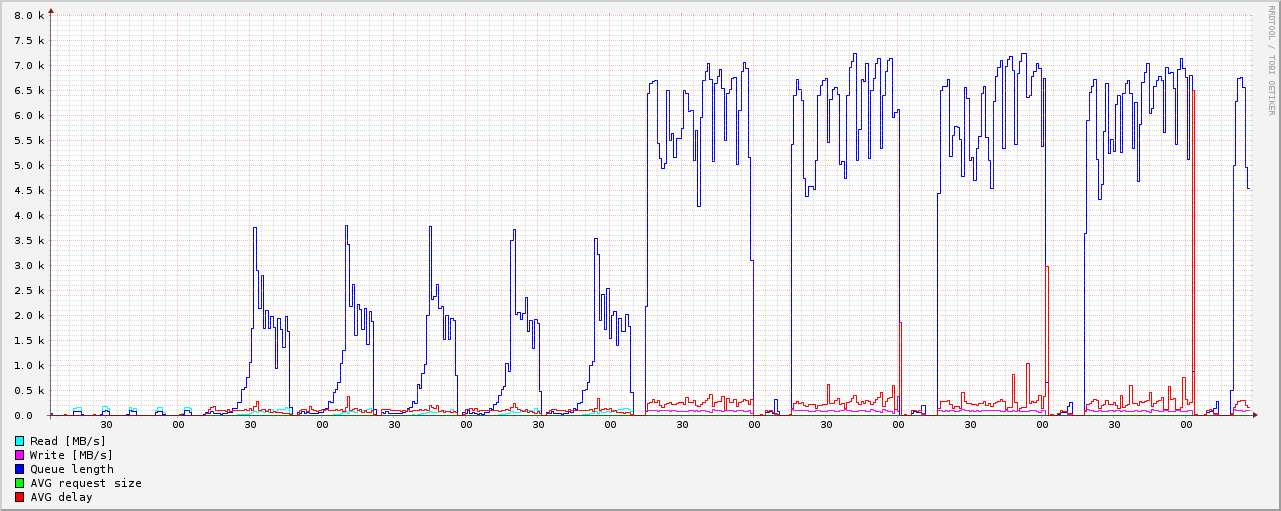 8.0 k
7.5 k
7.0 k
6.5 k
6.0 k
5.5 k
5.0 k
4.5 k
4.0 k
3.5 k
3.0 k
2.5 k
2.0 k
1.5 k
1.0 k
0.5 k
0.0
30 00 30 00 30 00 30 00 30 00 30 00 30 00 30 00
Read [MB/s]
Write [MB/s]
Queue length
AVG request size
AVG delay
RRDTOOL / TOBI OETIKER